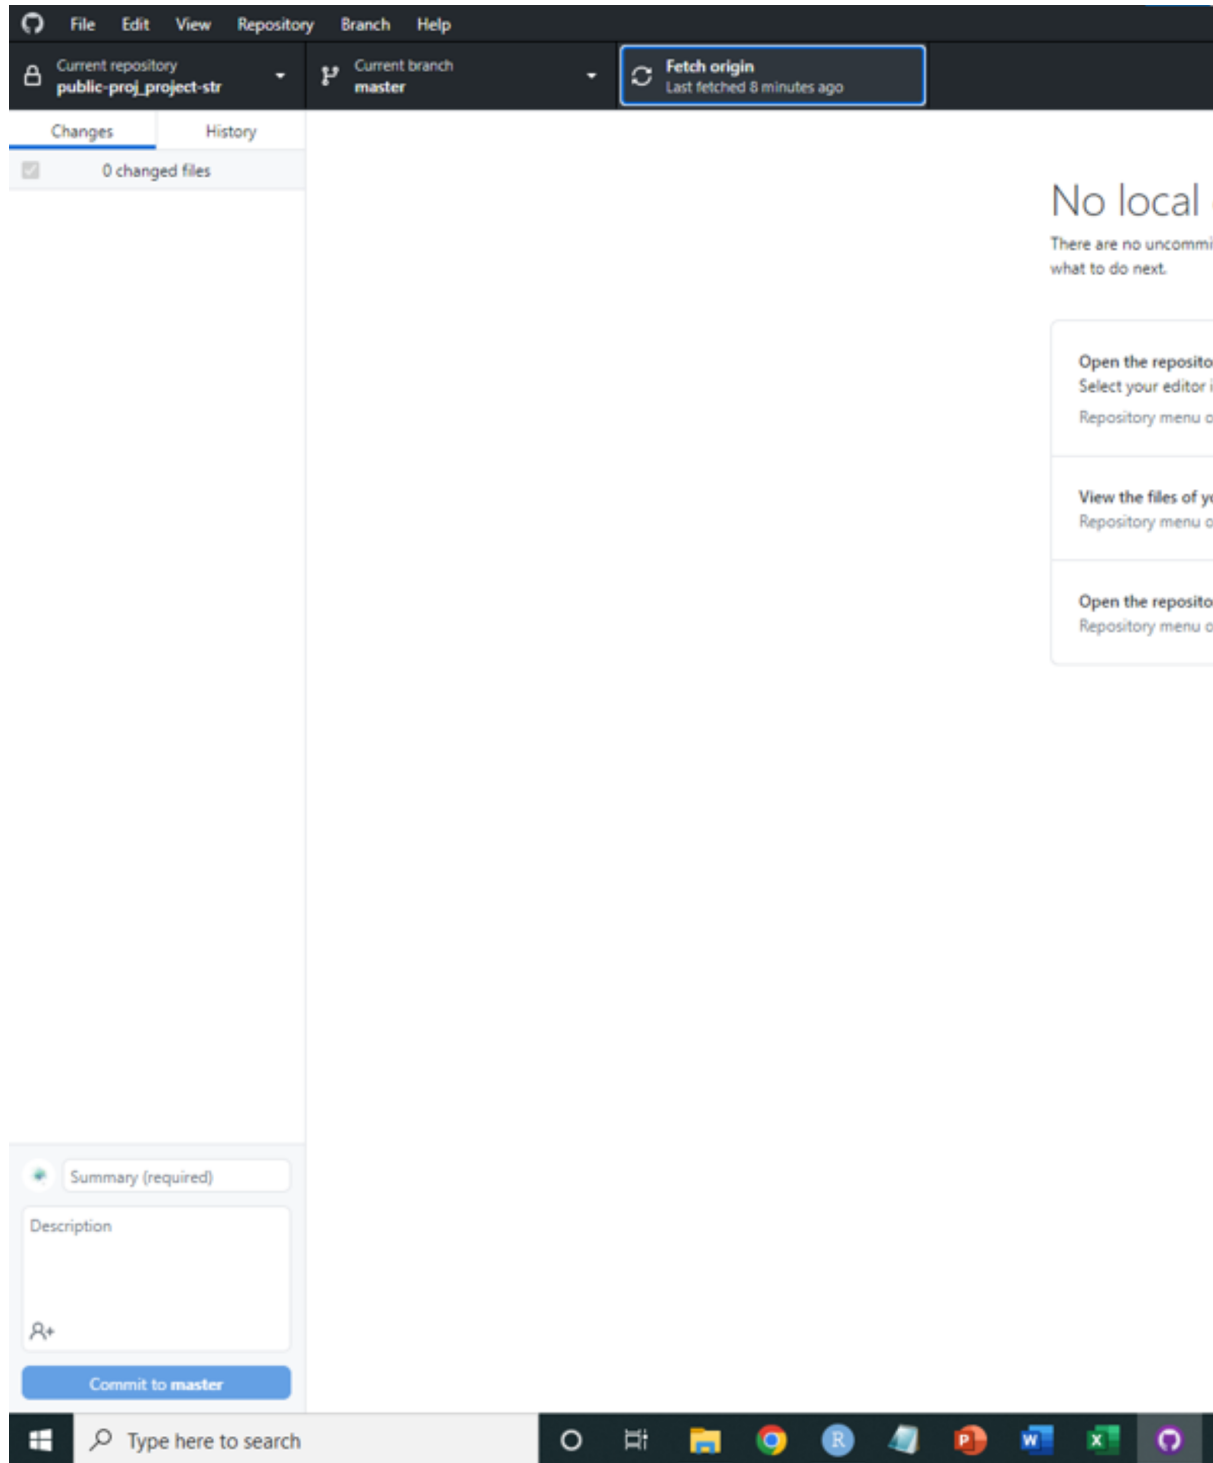 File Edit View Repository Branch Help
Current repository
public-proj_project-str
Current branch
master
Fetch origin
Last fetched 8 minutes ago
Changes
History
0 changed files
No local
There are no uncommi
what to do next.
Open the reposito
Select your editor i
Repository menu o
View the files of yo
Repository menu o
Open the reposito
Repository menu o
Summary (required)
Description
Commit to master
Type here to search